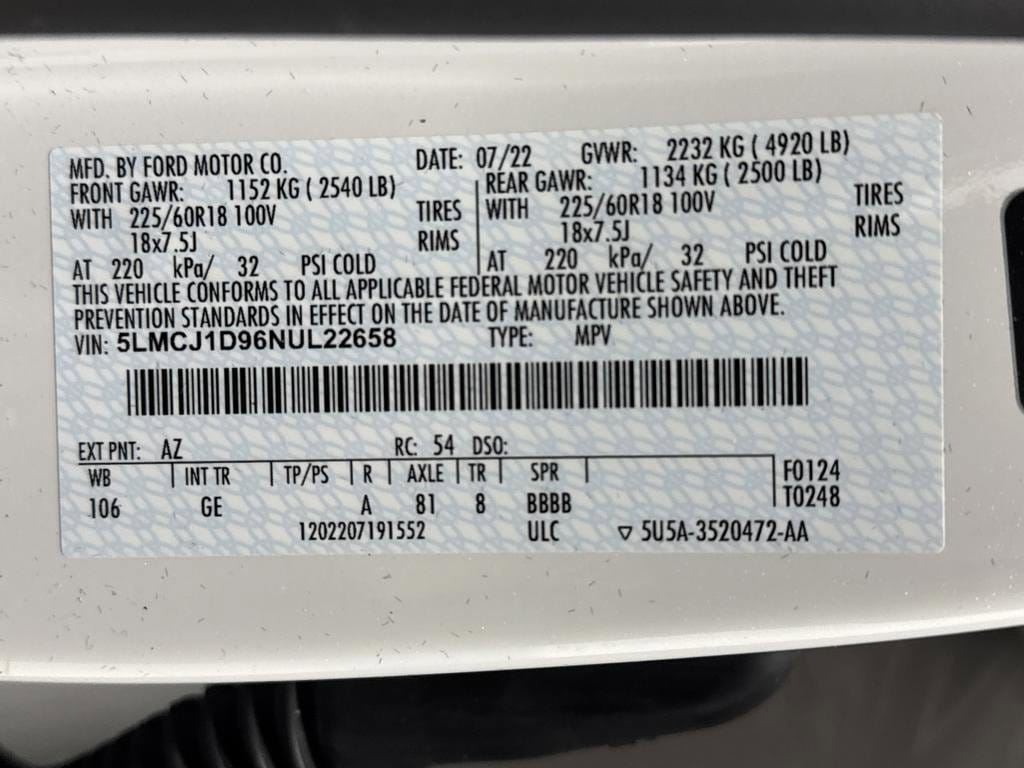 MFD. BY FORD MOTOR CO. DATE: 07/22 GVWR: 2232 KG ( 4920 LB)
FRONT GAWR: 1152 KG ( 2540 LB) REAR GAWR: 1134 KG ( 2500 LB)
WITH 225/60R18 100V TIRES WITH 225/60R18 100V TIRES
18x7.5J RIMS 18x7.5J RIMS
AT 220 kPa/ 32 PSI COLD AT 220 kPa/ 32 PSI COLD
THIS VEHICLE CONFORMS TO ALL APPLICABLE FEDERAL MOTOR VEHICLE SAFETY AND THEFT
PREVENTION STANDARDS IN EFFECT ON THE DATE OF MANUFACTURE SHOWN ABOVE.
VIN: 5LMCJ1D96NUL22658 TYPE: MPV
EXT PNT: AZ RC: 54 DSO:
WB INT TR TP/PS R AXLE TR SPR F0124
106 GE A 81 8 BBBB T0248
1202207191552 ULC ▽ 5U5A-3520472-AA